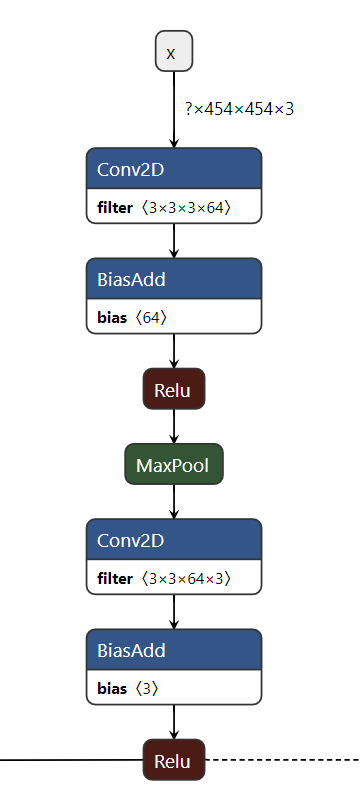 x
?×454×454×3
Conv2D
filter ⟨3×3×3×64⟩
BiasAdd
bias ⟨64⟩
Relu
MaxPool
Conv2D
filter ⟨3×3×64×3⟩
BiasAdd
bias ⟨3⟩
Relu